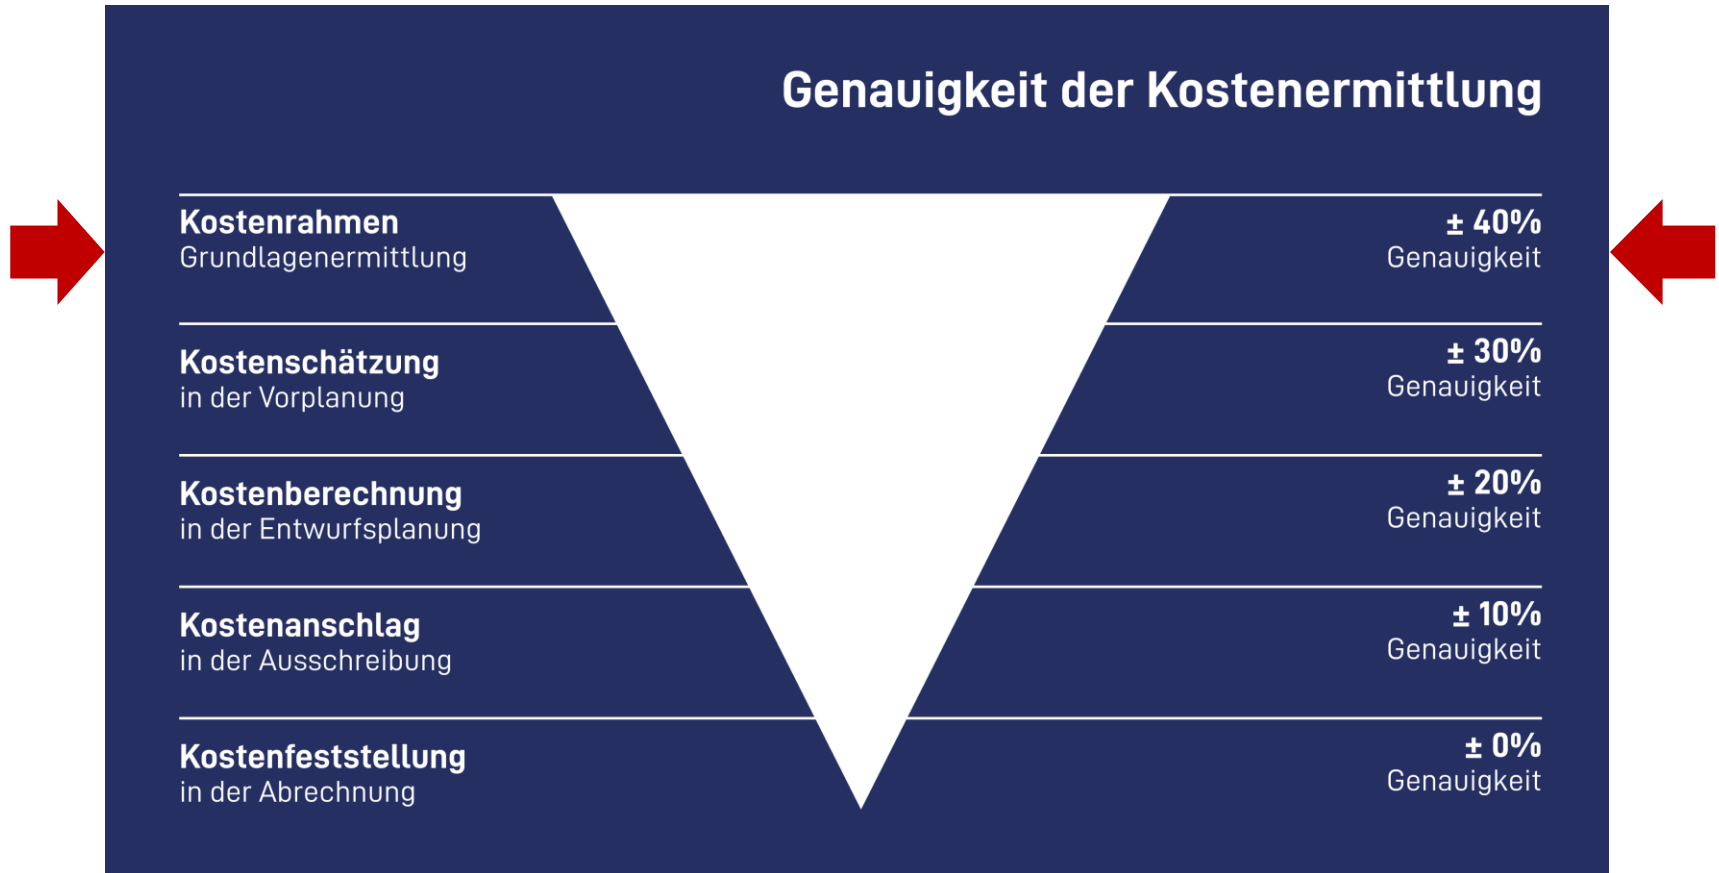 Genauigkeit der Kostenermittlung
Kostenrahmen
Grundlagenermittlung
± 40%
Genauigkeit
Kostenschätzung
in der Vorplanung
± 30%
Genauigkeit
Kostenberechnung
in der Entwurfsplanung
± 20%
Genauigkeit
Kostenanschlag
in der Ausschreibung
± 10%
Genauigkeit
Kostenfeststellung
in der Abrechnung
± 0%
Genauigkeit